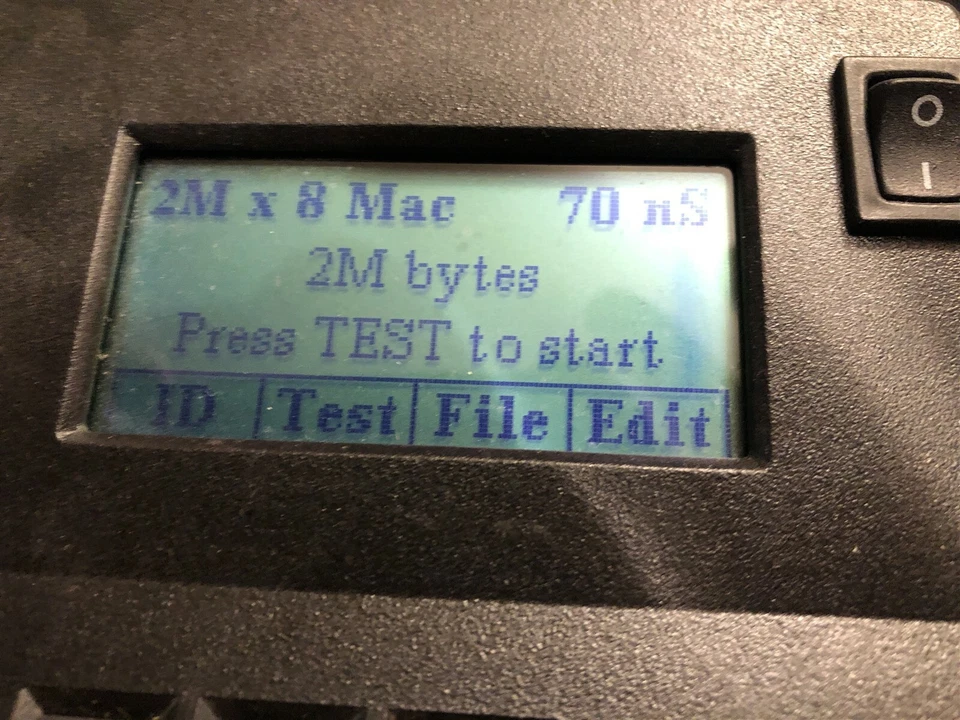 2M x 8 Mac 70 nS
2M bytes
Press TEST to start
ID Test File Edit
O
I